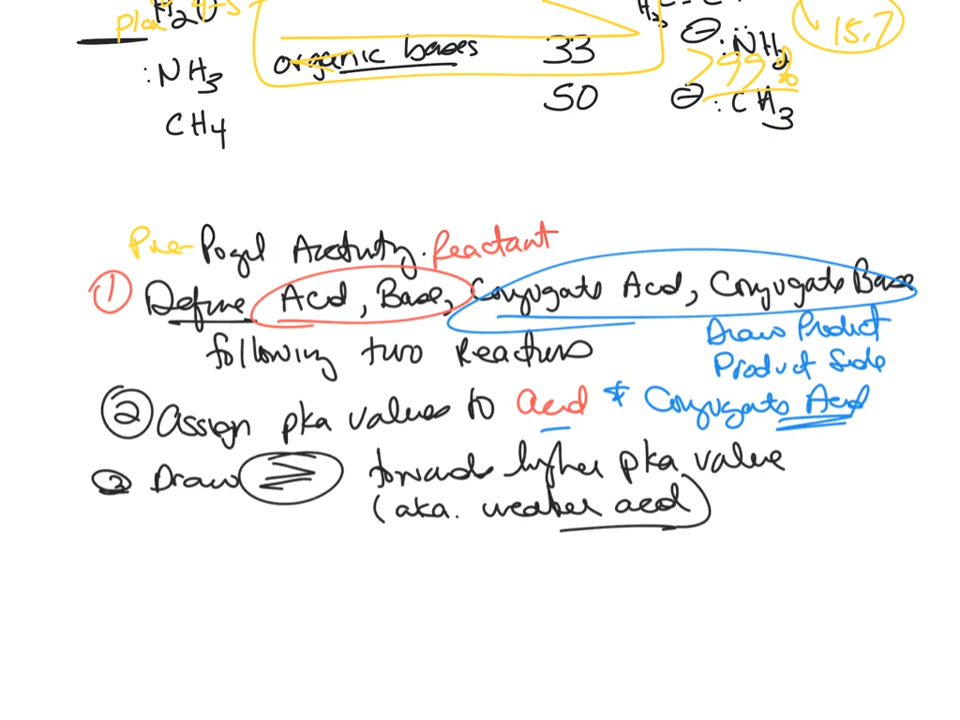 H2O
15.7
:NH3 organic bases 33 ⊖:NH2
>99%
CH4 50 ⊖:CH3
Pre- Pogil Activity. Reactant
① Define Acid, Base, Conjugate Acid, Conjugate Base
following two Reactions Draw Product
Product Side
② Assign pka values to acid & Conjugate Acid
③ Draw ⇌ towards higher pka value
(aka. weaker acid)